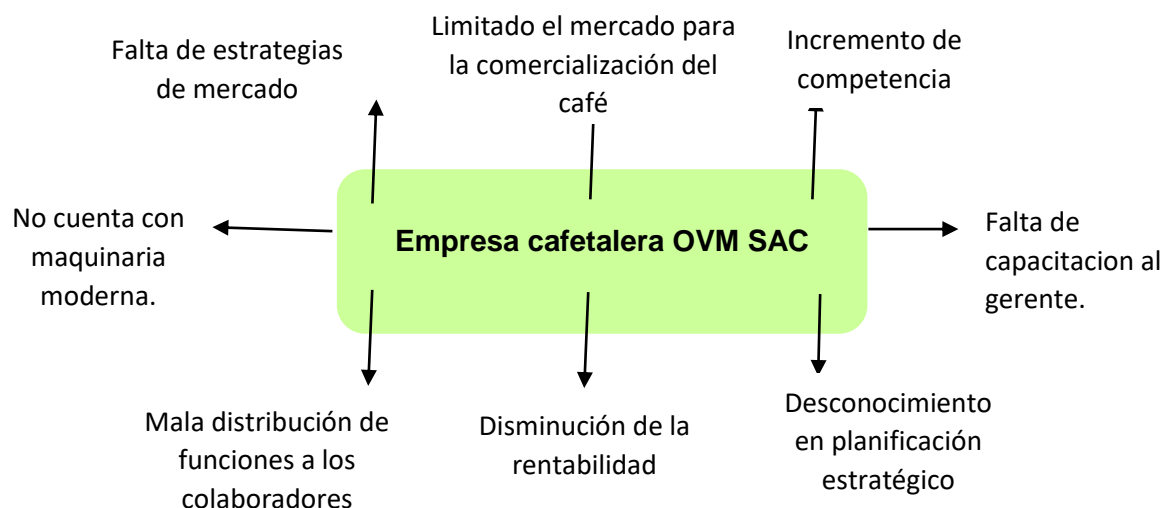 Falta de estrategias
de mercado
Limitado el mercado para
la comercialización del
café
Incremento de
competencia
No cuenta con
maquinaria
moderna.
Empresa cafetalera OVM SAC
Falta de
capacitacion al
gerente.
Mala distribución de
funciones a los
colaboradores
Disminución de la
rentabilidad
Desconocimiento
en planificación
estratégico